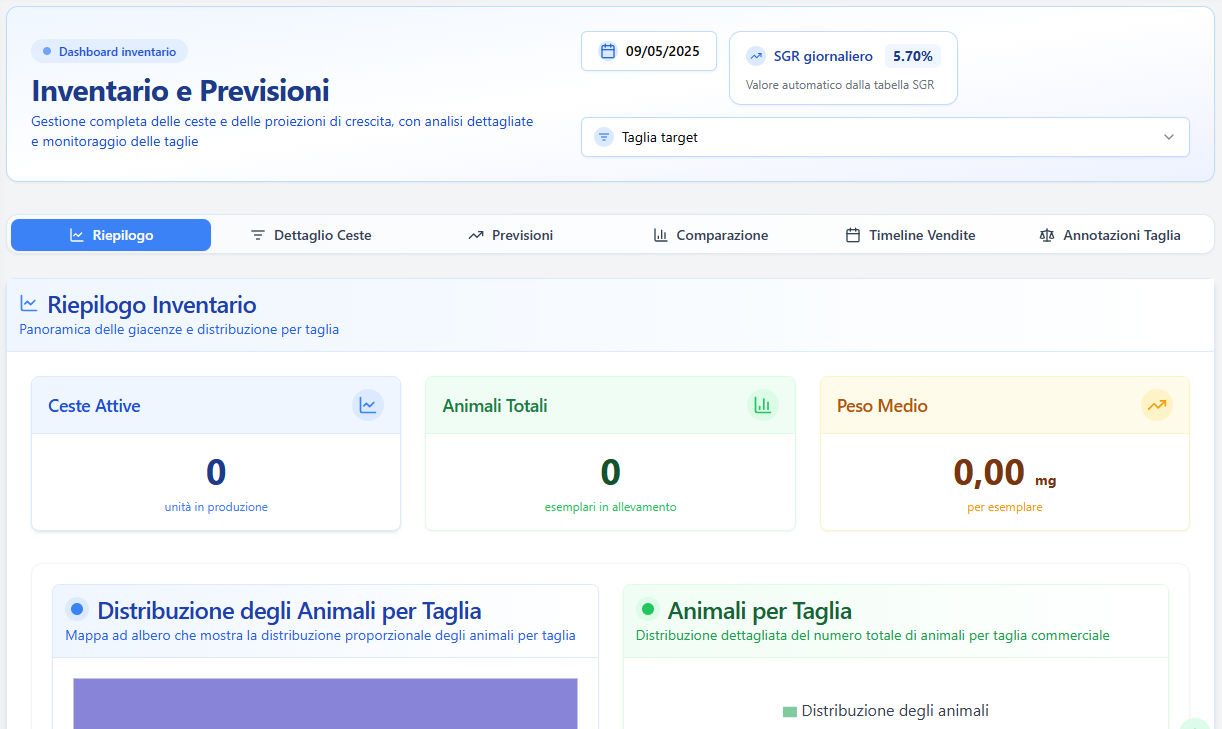 Dashboard inventario
Inventario e Previsioni
Gestione completa delle ceste e delle proiezioni di crescita, con analisi dettagliate
e monitoraggio delle taglie
09/05/2025
SGR giornaliero 5.70%
Valore automatico dalla tabella SGR
Taglia target
Riepilogo
Dettaglio Ceste
Previsioni
Comparazione
Timeline Vendite
Annotazioni Taglia
Riepilogo Inventario
Panoramica delle giacenze e distribuzione per taglia
Ceste Attive
0
unità in produzione
Animali Totali
0
esemplari in allevamento
Peso Medio
0,00 mg
per esemplare
Distribuzione degli Animali per Taglia
Mappa ad albero che mostra la distribuzione proporzionale degli animali per taglia
Animali per Taglia
Distribuzione dettagliata del numero totale di animali per taglia commerciale
Distribuzione degli animali